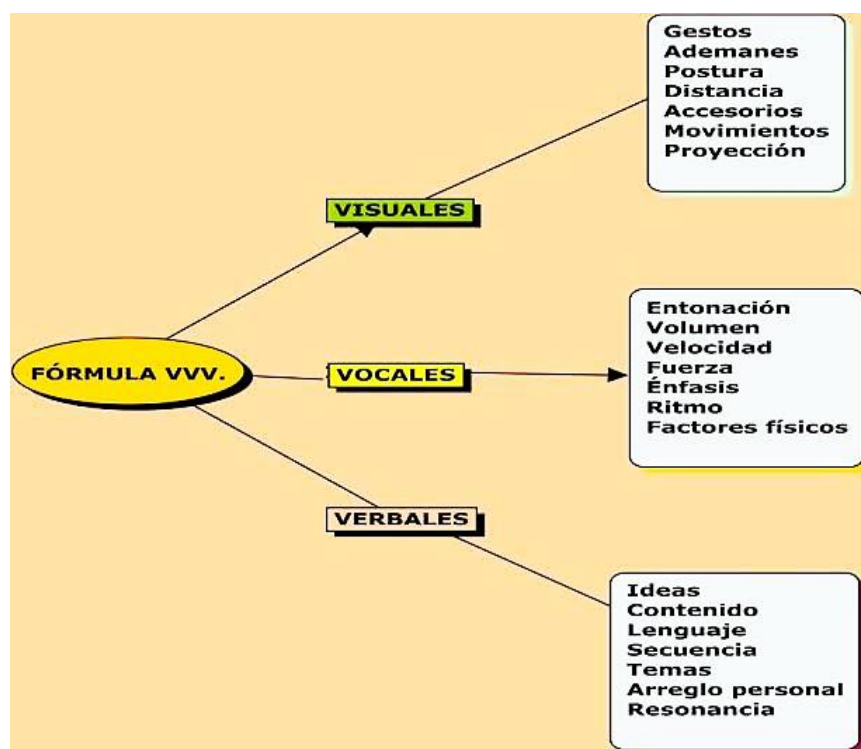 FÓRMULA VVV.
VISUALES
Gestos
Ademanes
Postura
Distancia
Accesorios
Movimientos
Proyección
VOCALES
Entonación
Volumen
Velocidad
Fuerza
Énfasis
Ritmo
Factores físicos
VERBALES
Ideas
Contenido
Lenguaje
Secuencia
Temas
Arreglo personal
Resonancia